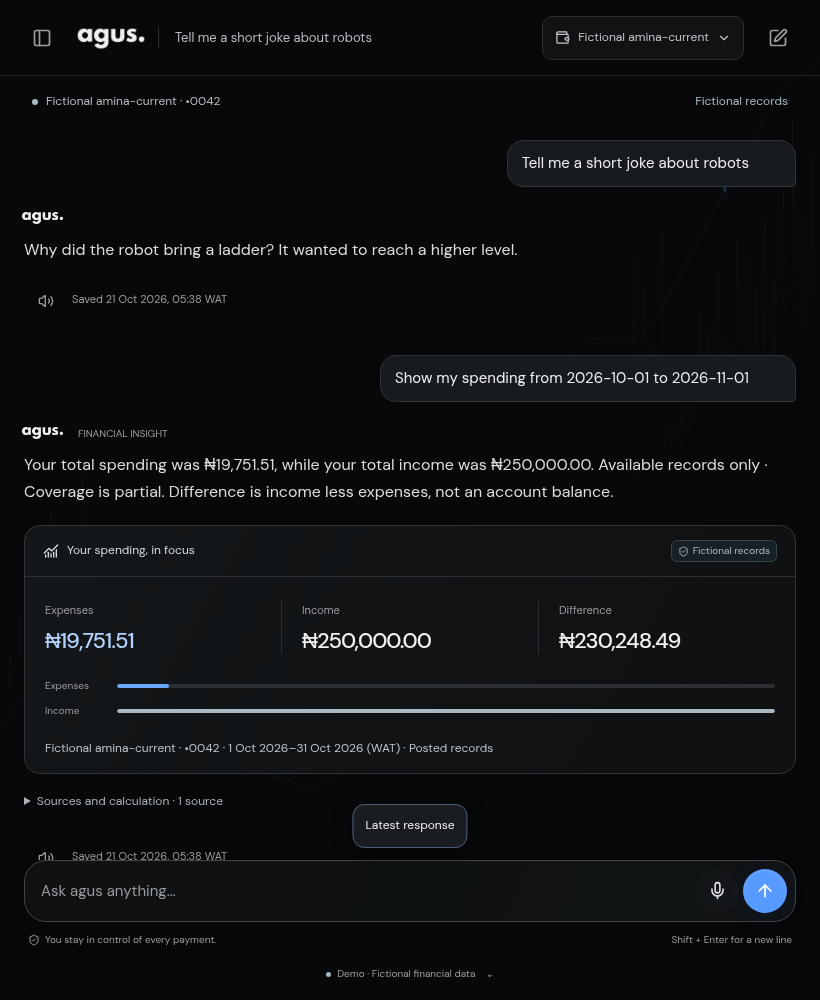 agus.
Tell me a short joke about robots
Fictional amina-current
Fictional amina-current · •0042
Fictional records
Tell me a short joke about robots
agus.
Why did the robot bring a ladder? It wanted to reach a higher level.
Saved 21 Oct 2026, 05:38 WAT
Show my spending from 2026-10-01 to 2026-11-01
agus.
FINANCIAL INSIGHT
Your total spending was ₦19,751.51, while your total income was ₦250,000.00. Available records only ·
Coverage is partial. Difference is income less expenses, not an account balance.
Your spending, in focus
Fictional records
Expenses
Income
Difference
₦19,751.51
₦250,000.00
₦230,248.49
Expenses
Income
Fictional amina-current · •0042 · 1 Oct 2026–31 Oct 2026 (WAT) · Posted records
Sources and calculation · 1 source
Latest response
Saved 21 Oct 2026, 05:38 WAT
Ask agus anything...
You stay in control of every payment.
Shift + Enter for a new line
Demo · Fictional financial data